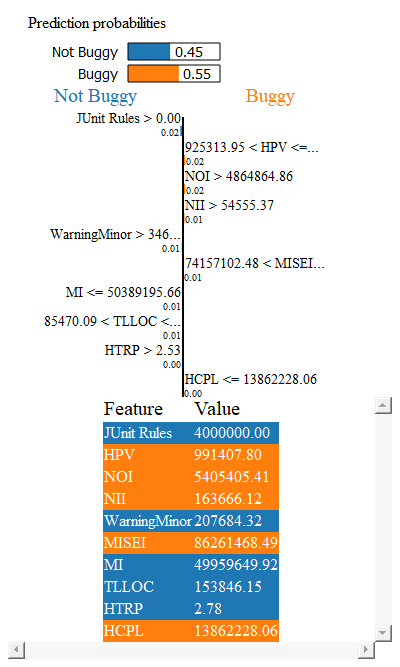 Prediction probabilities
Not Buggy 0.45
Buggy 0.55
Not Buggy Buggy
JUnit Rules > 0.00
0.02
925313.95 < HPV <=...
0.02
NOI > 4864864.86
0.02
NII > 54555.37
0.01
WarningMinor > 346...
0.01
74157102.48 < MISEI...
0.01
MI <= 50389195.66
0.01
85470.09 < TLLOC <...
0.01
HTRP > 2.53
0.00
HCPL <= 13862228.06
0.00
Feature Value
JUnit Rules 4000000.00
HPV 991407.80
NOI 5405405.41
NII 163666.12
WarningMinor 207684.32
MISEI 86261468.49
MI 49959649.92
TLLOC 153846.15
HTRP 2.78
HCPL 13862228.06